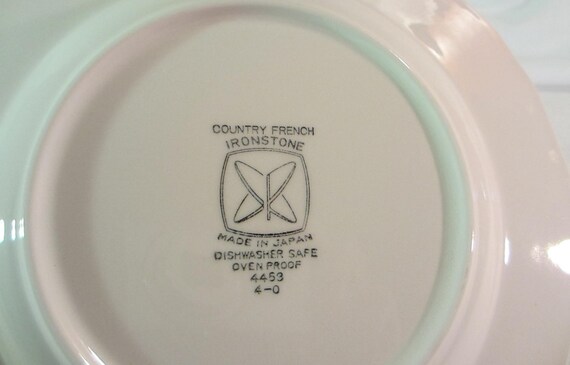 COUNTRY FRENCH
IRONSTONE
MADE IN JAPAN
DISHWASHER SAFE
OVEN PROOF
4453
4-0